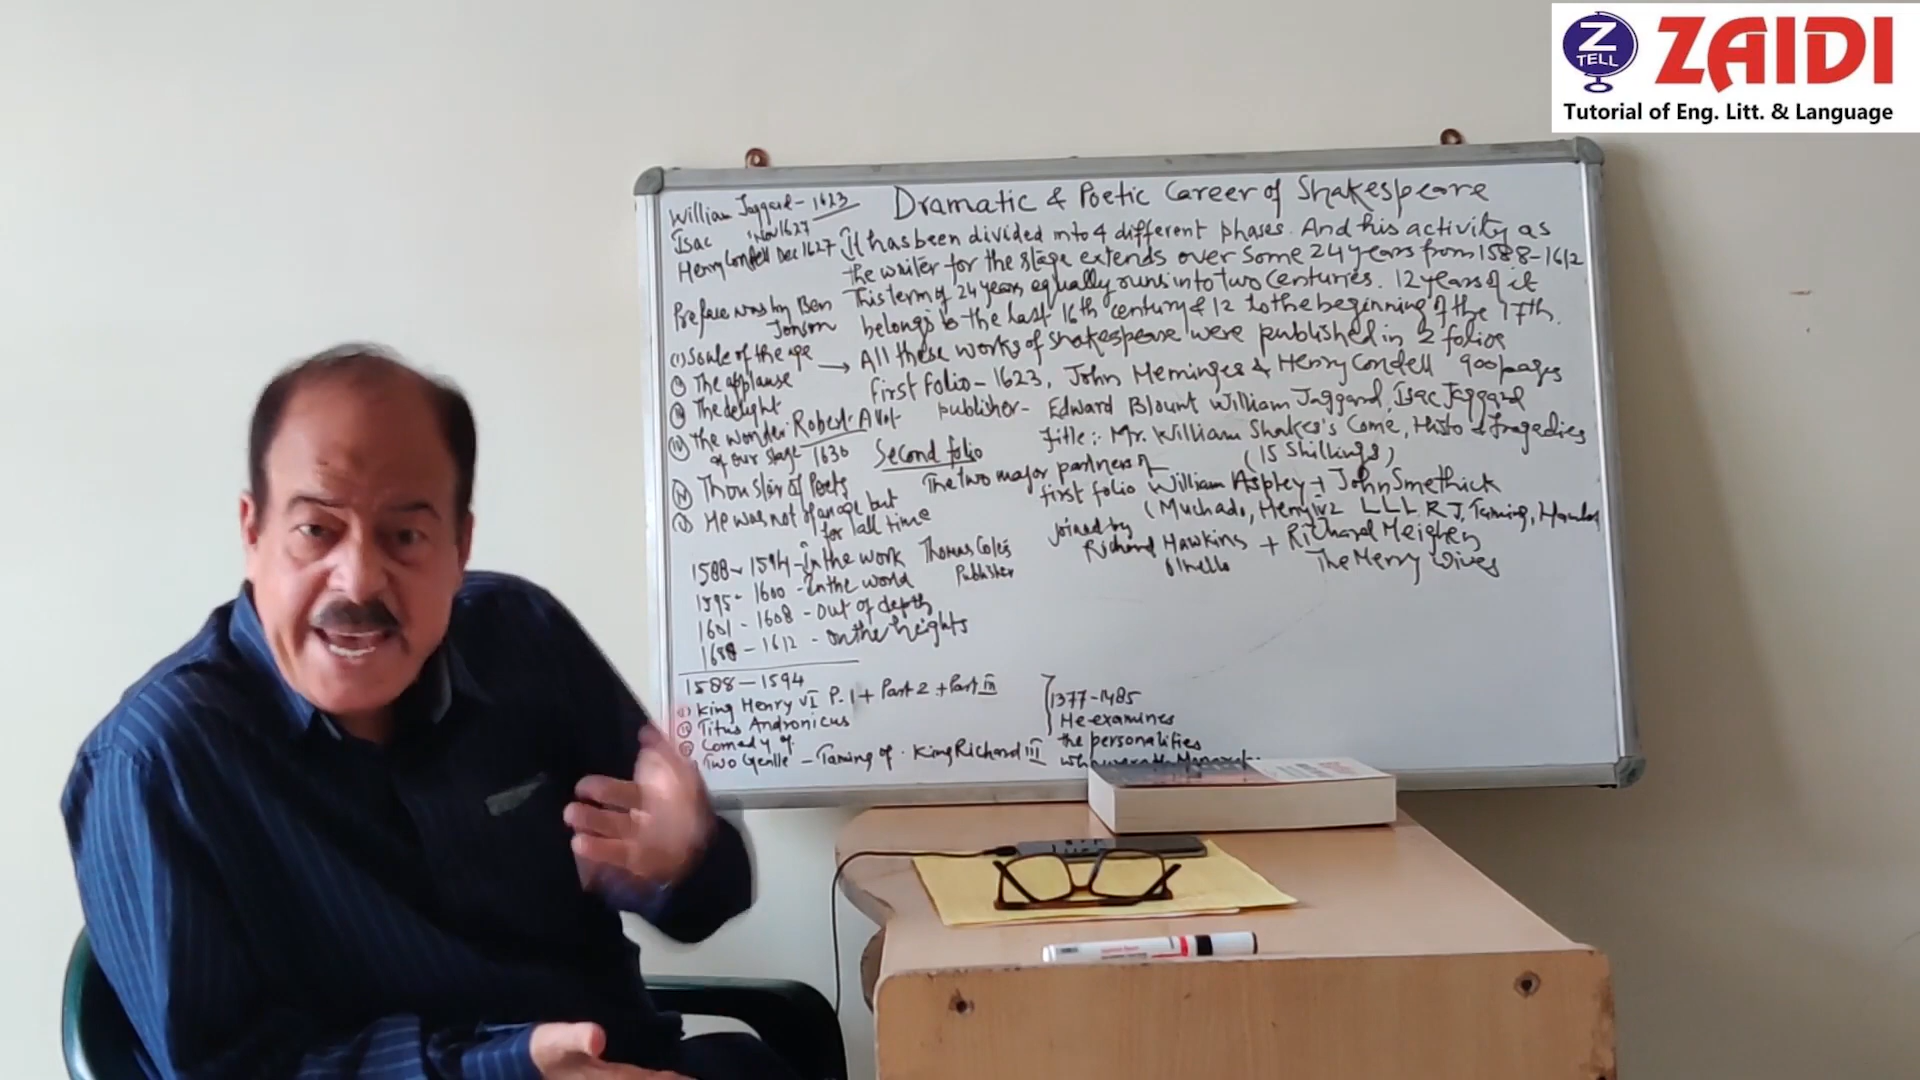 Z
TELL
ZAIDI
Tutorial of Eng. Litt. & Language
Dramatic & Poetic Career of Shakespeare
William Jaggard - 1623
Isac Nov 1627
Henry Condell Dec 1627
Preface was by Ben
Jonson
(I) Soule of the age
The applause
The delight
The wonder
of our stage
Robert Allot
1630
Thou Star of Poets
He was not of an age but
for all time
It has been divided into 4 different phases. And his activity as
the writer for the stage extends over some 24 years from 1588-1612
This term of 24 years equally runs into two centuries. 12 years of it
belongs to the last 16th century & 12 to the beginning of the 17th.
→ All these works of Shakespeare were published in 2 folios
First Folio - 1623, John Heminges & Henry Condell 900 pages
publisher - Edward Blount William Jaggard, Isac Jaggard
Title:- Mr. William Shakes's Come, Histo & Tragedies
(15 Shillings)
Second folio
The two major partners of
first folio William Aspley + John Smethick
(Muchado, Henry iv 2 L L L R J, Taming, Hamlet
joined by
Richard Hawkins + Richard Meighen
Othello The Merry Wives
Thomas Cotes
Publisher
1588 - 1594 - In the work
1595 - 1600 - In the world
1601 - 1608 - Out of depth
1608 - 1612 - On the heights
1588 - 1594
(I) King Henry VI P. 1 + Part 2 + Part III
Titus Andronicus
Comedy of
Two Gentle - Taming of. King Richard III
1377-1485
He examines
the personalities